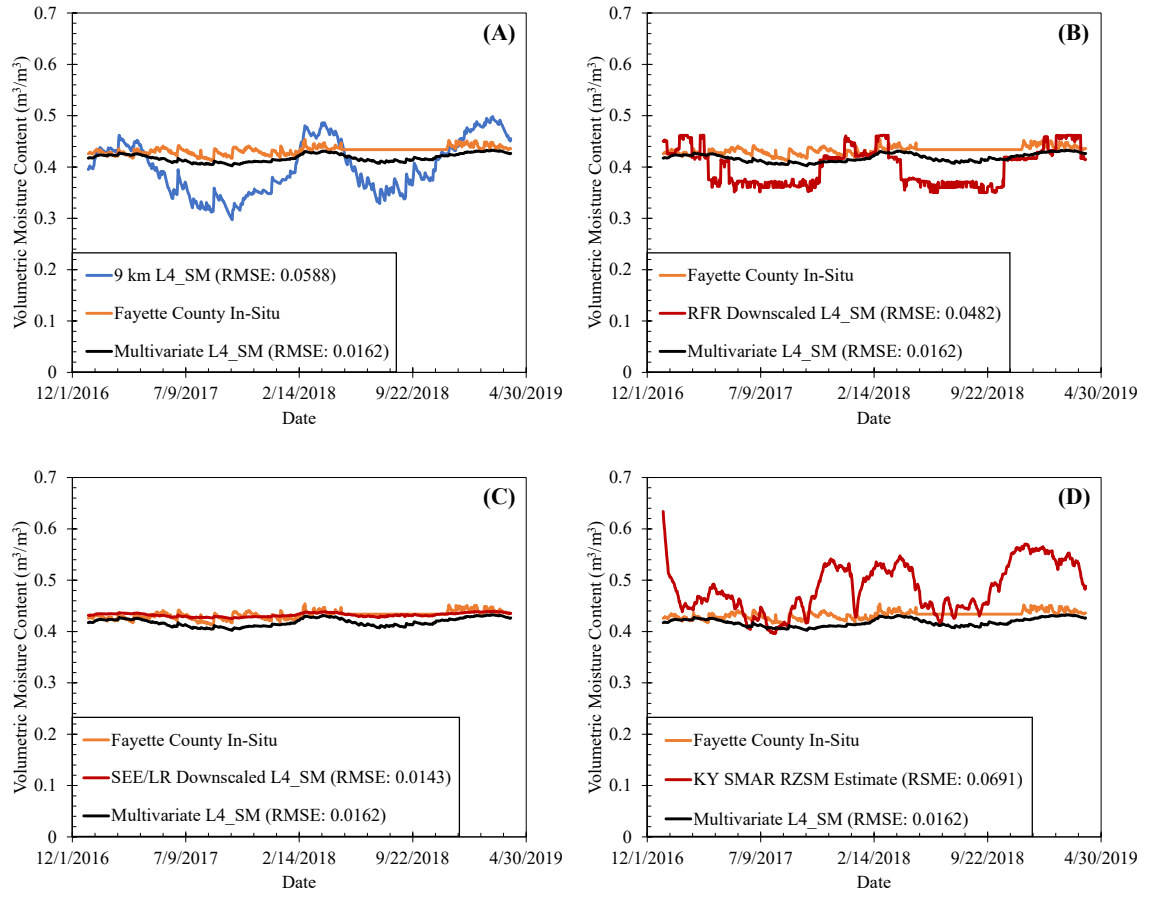 (A)
Volumetric Moisture Content (m³/m³)
0.7
0.6
0.5
0.4
0.3
0.2
0.1
0
9 km L4_SM (RMSE: 0.0588)
Fayette County In-Situ
Multivariate L4_SM (RMSE: 0.0162)
12/1/2016 7/9/2017 2/14/2018 9/22/2018 4/30/2019
Date
(B)
Volumetric Moisture Content (m³/m³)
0.7
0.6
0.5
0.4
0.3
0.2
0.1
0
Fayette County In-Situ
RFR Downscaled L4_SM (RMSE: 0.0482)
Multivariate L4_SM (RMSE: 0.0162)
12/1/2016 7/9/2017 2/14/2018 9/22/2018 4/30/2019
Date
(C)
Volumetric Moisture Content (m³/m³)
0.7
0.6
0.5
0.4
0.3
0.2
0.1
0
Fayette County In-Situ
SEE/LR Downscaled L4_SM (RMSE: 0.0143)
Multivariate L4_SM (RMSE: 0.0162)
12/1/2016 7/9/2017 2/14/2018 9/22/2018 4/30/2019
Date
(D)
Volumetric Moisture Content (m³/m³)
0.7
0.6
0.5
0.4
0.3
0.2
0.1
0
Fayette County In-Situ
KY SMAR RZSM Estimate (RSME: 0.0691)
Multivariate L4_SM (RMSE: 0.0162)
12/1/2016 7/9/2017 2/14/2018 9/22/2018 4/30/2019
Date